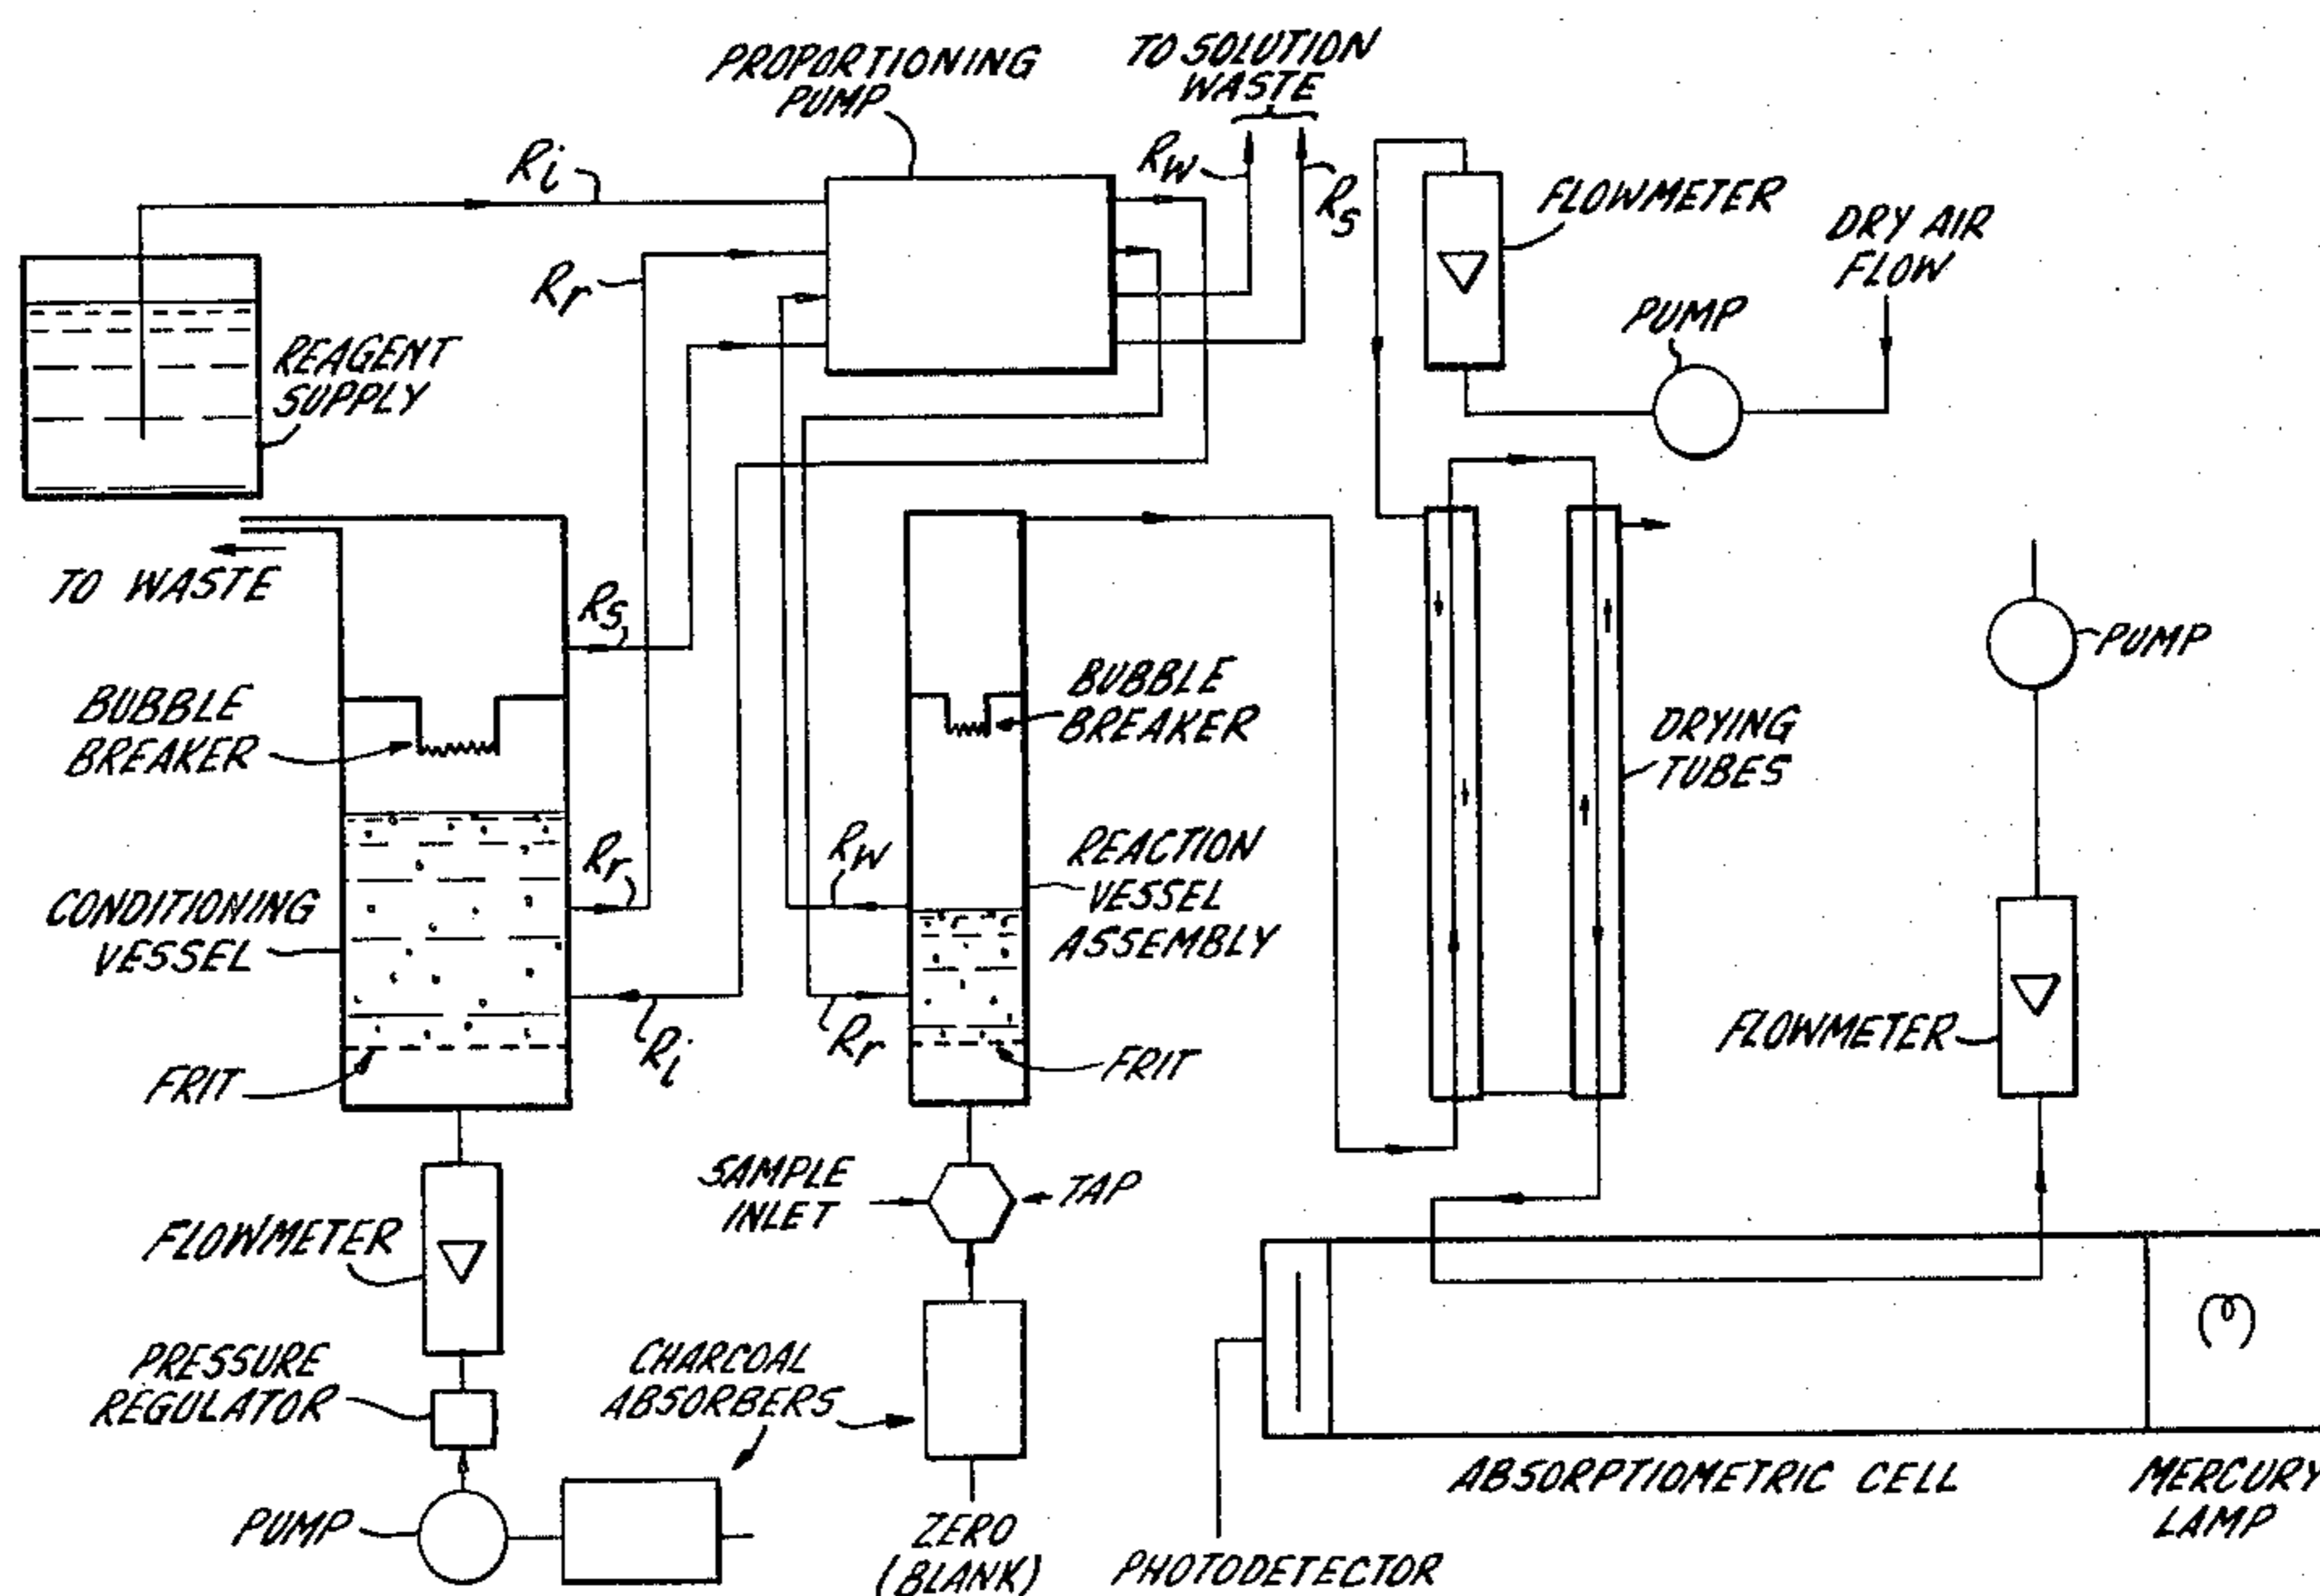 PROPORTIONING
PUMP
TO SOLUTION
WASTE
Ri
Rw
Rs
FLOWMETER
DRY AIR
FLOW
Rr
PUMP
REAGENT
SUPPLY
TO WASTE
Rs
PUMP
BUBBLE
BREAKER
BUBBLE
BREAKER
DRYING
TUBES
Rr
Rw
REACTION
VESSEL
ASSEMBLY
CONDITIONING
VESSEL
FLOWMETER
Ri
Rr
FRIT
FRIT
SAMPLE
INLET
TAP
FLOWMETER
PRESSURE
REGULATOR
CHARCOAL
ABSORBERS
ABSORPTIOMETRIC CELL
MERCURY
LAMP
PUMP
ZERO
(BLANK)
PHOTODETECTOR